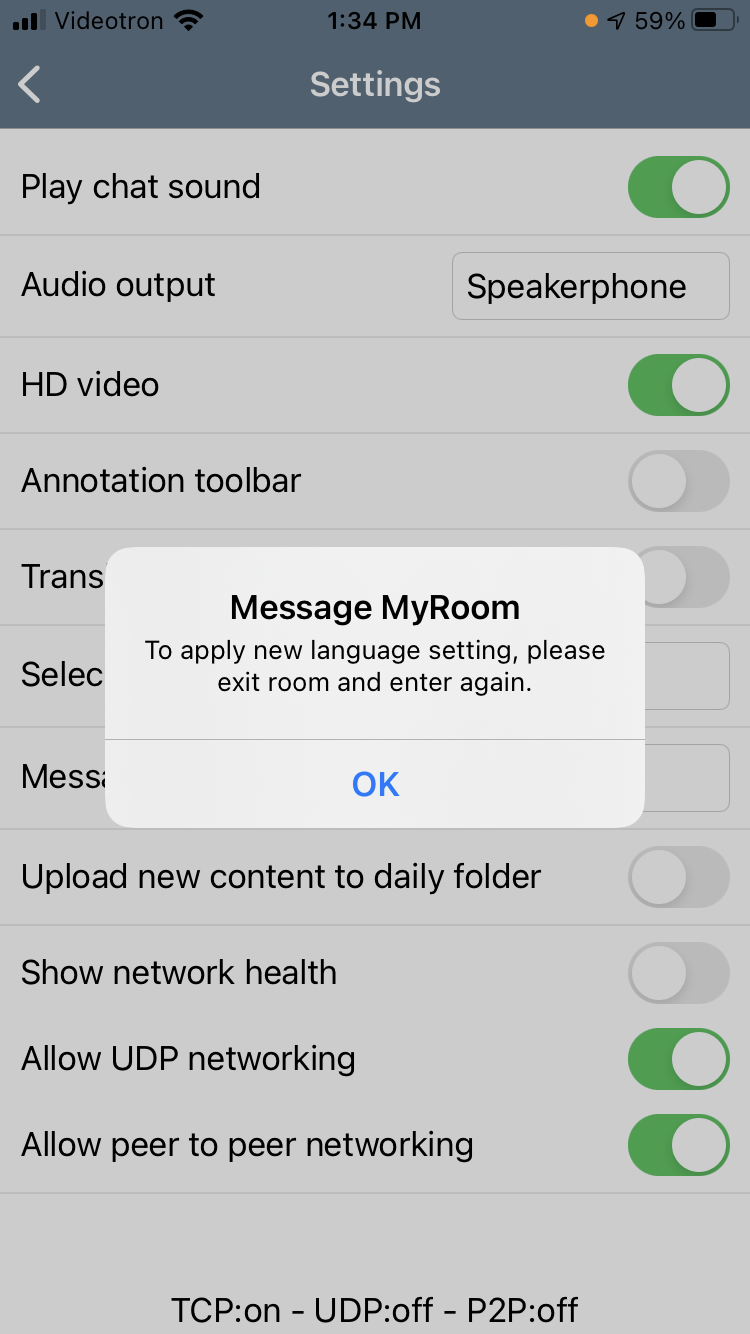 Videotron 1:34 PM 59%
Settings
Play chat sound
Audio output Speakerphone
HD video
Annotation toolbar
Trans
Selec
Message MyRoom
To apply new language setting, please
exit room and enter again.
OK
Messa
Upload new content to daily folder
Show network health
Allow UDP networking
Allow peer to peer networking
TCP:on - UDP:off - P2P:off